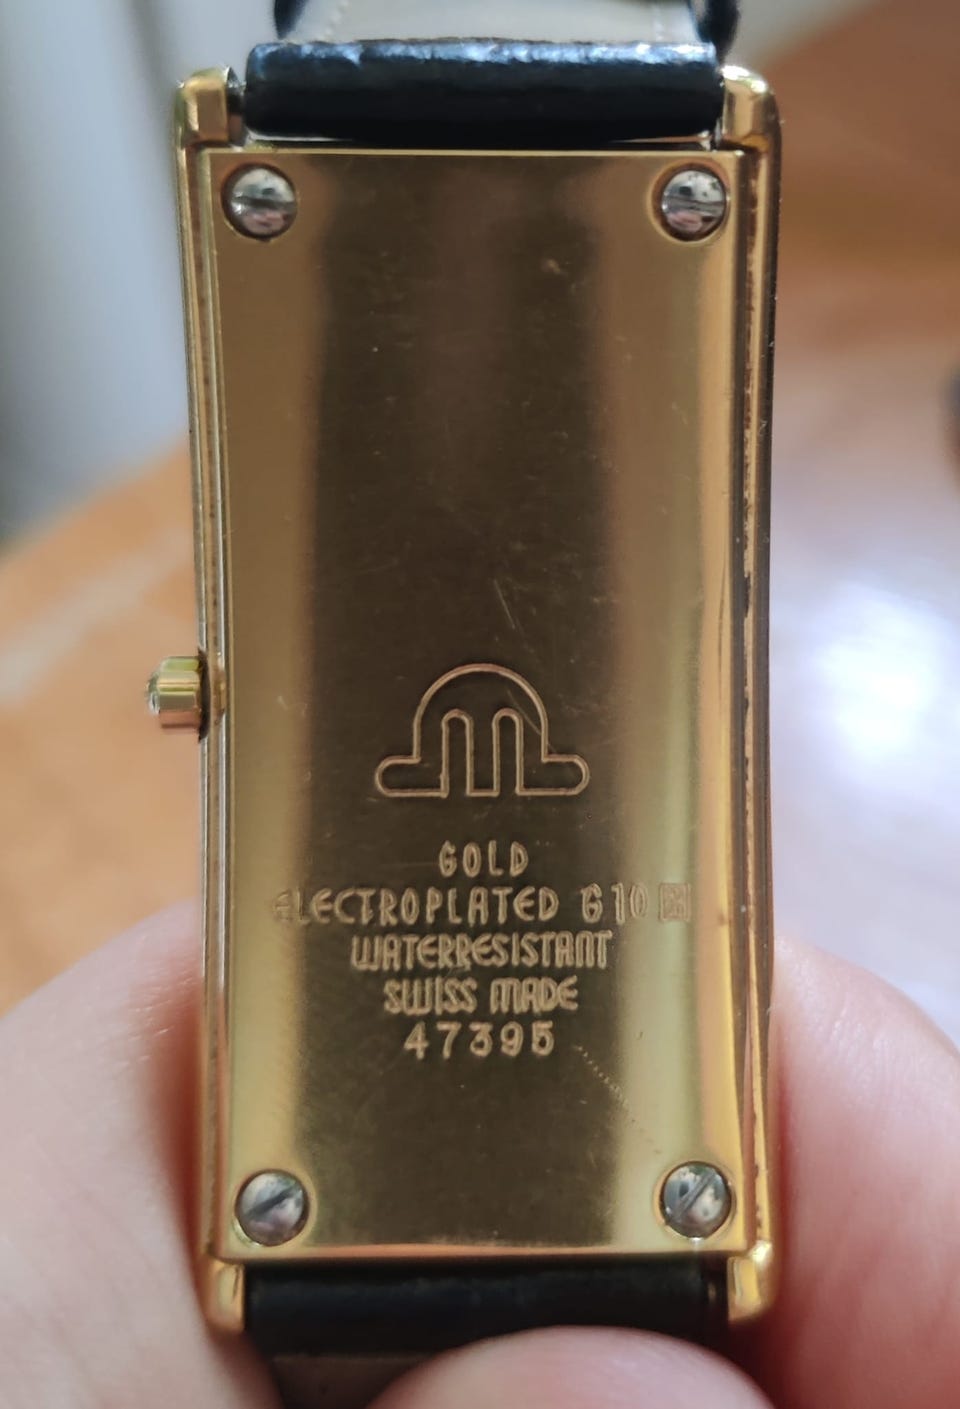 GOLD
ELECTROPLATED G10
WATERRESISTANT
SWISS MADE
47395